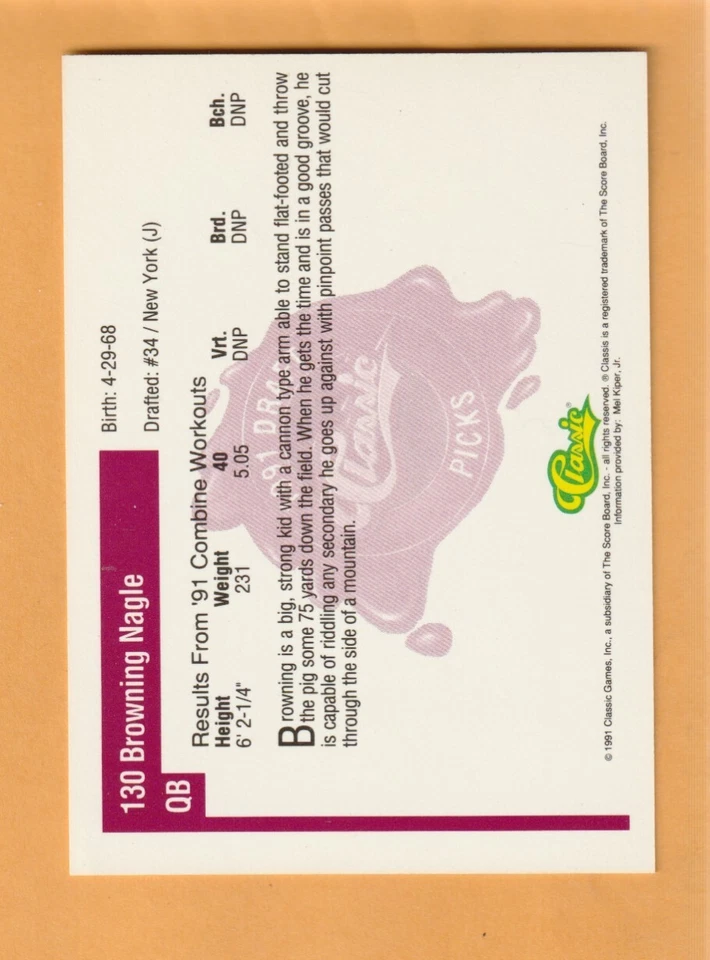 130 Browning Nagle
QB
Birth: 4-29-68
Drafted: #34 / New York (J)
Results From '91 Combine Workouts
Height Weight 40 Vrt. Brd. Bch.
6' 2-1/4" 231 5.05 DNP DNP DNP
Browning is a big, strong kid with a cannon type arm able to stand flat-footed and throw
the pig some 75 yards down the field. When he gets the time and is in a good groove, he
is capable of riddling any secondary he goes up against with pinpoint passes that would cut
through the side of a mountain.
'91 DRAFT
Classic
PICKS
Classic®
© 1991 Classic Games, Inc., a subsidiary of The Score Board, Inc. - all rights reserved. ® Classis is a registered trademark of The Score Board, Inc.
Information provided by: Mel Kiper, Jr.